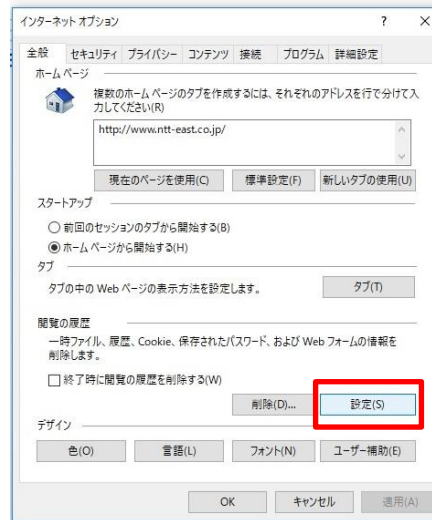 インターネット オプション ? ×
全般 セキュリティ プライバシー コンテンツ 接続 プログラム 詳細設定
ホーム ページ
複数のホーム ページのタブを作成するには、それぞれのアドレスを行で分けて入
力してください(R)
http://www.ntt-east.co.jp/
現在のページを使用(C) 標準設定(F) 新しいタブの使用(U)
スタートアップ
前回のセッションのタブから開始する(B)
ホーム ページから開始する(H)
タブ
タブの中の Web ページの表示方法を設定します。 タブ(T)
閲覧の履歴
一時ファイル、履歴、Cookie、保存されたパスワード、および Web フォームの情報を
削除します。
終了時に閲覧の履歴を削除する(W)
削除(D)... 設定(S)
デザイン
色(O) 言語(L) フォント(N) ユーザー補助(E)
OK キャンセル 適用(A)